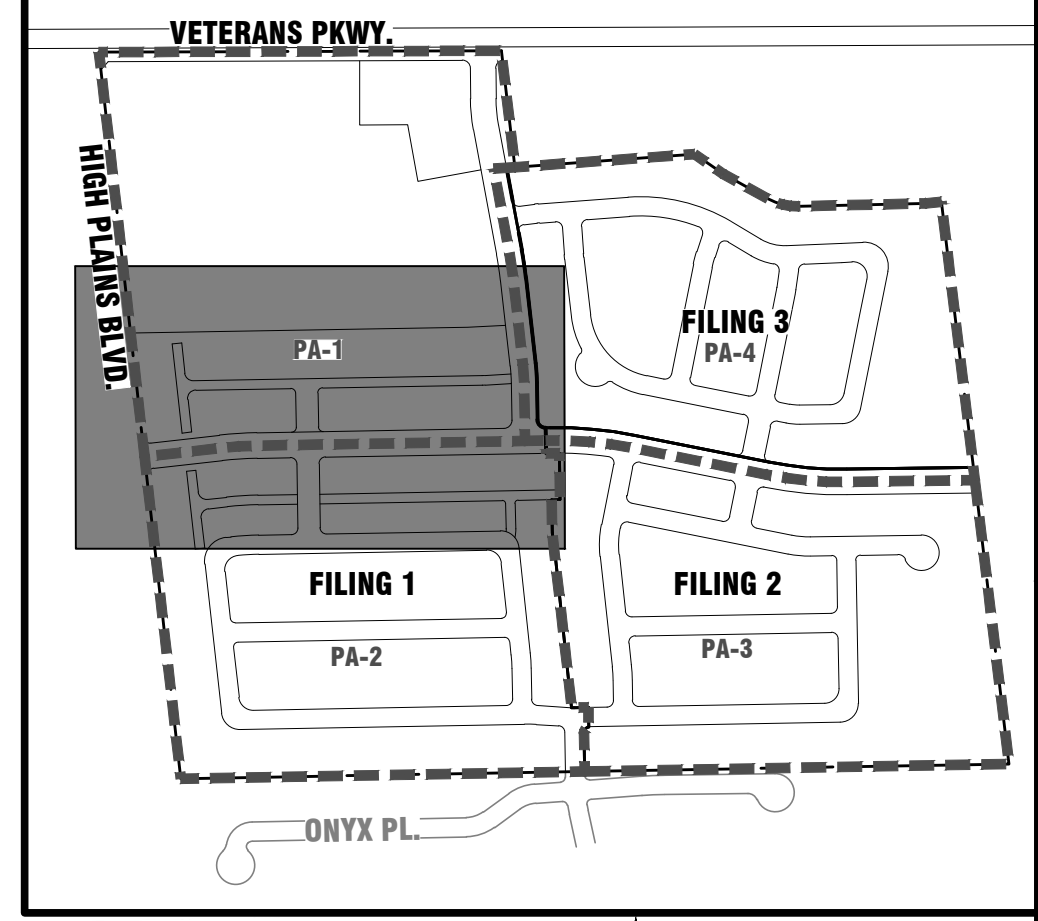 VETERANS PKWY.
HIGH PLAINS BLVD.
FILING 3
PA-4
PA-1
FILING 1
FILING 2
PA-2
PA-3
ONYX PL.